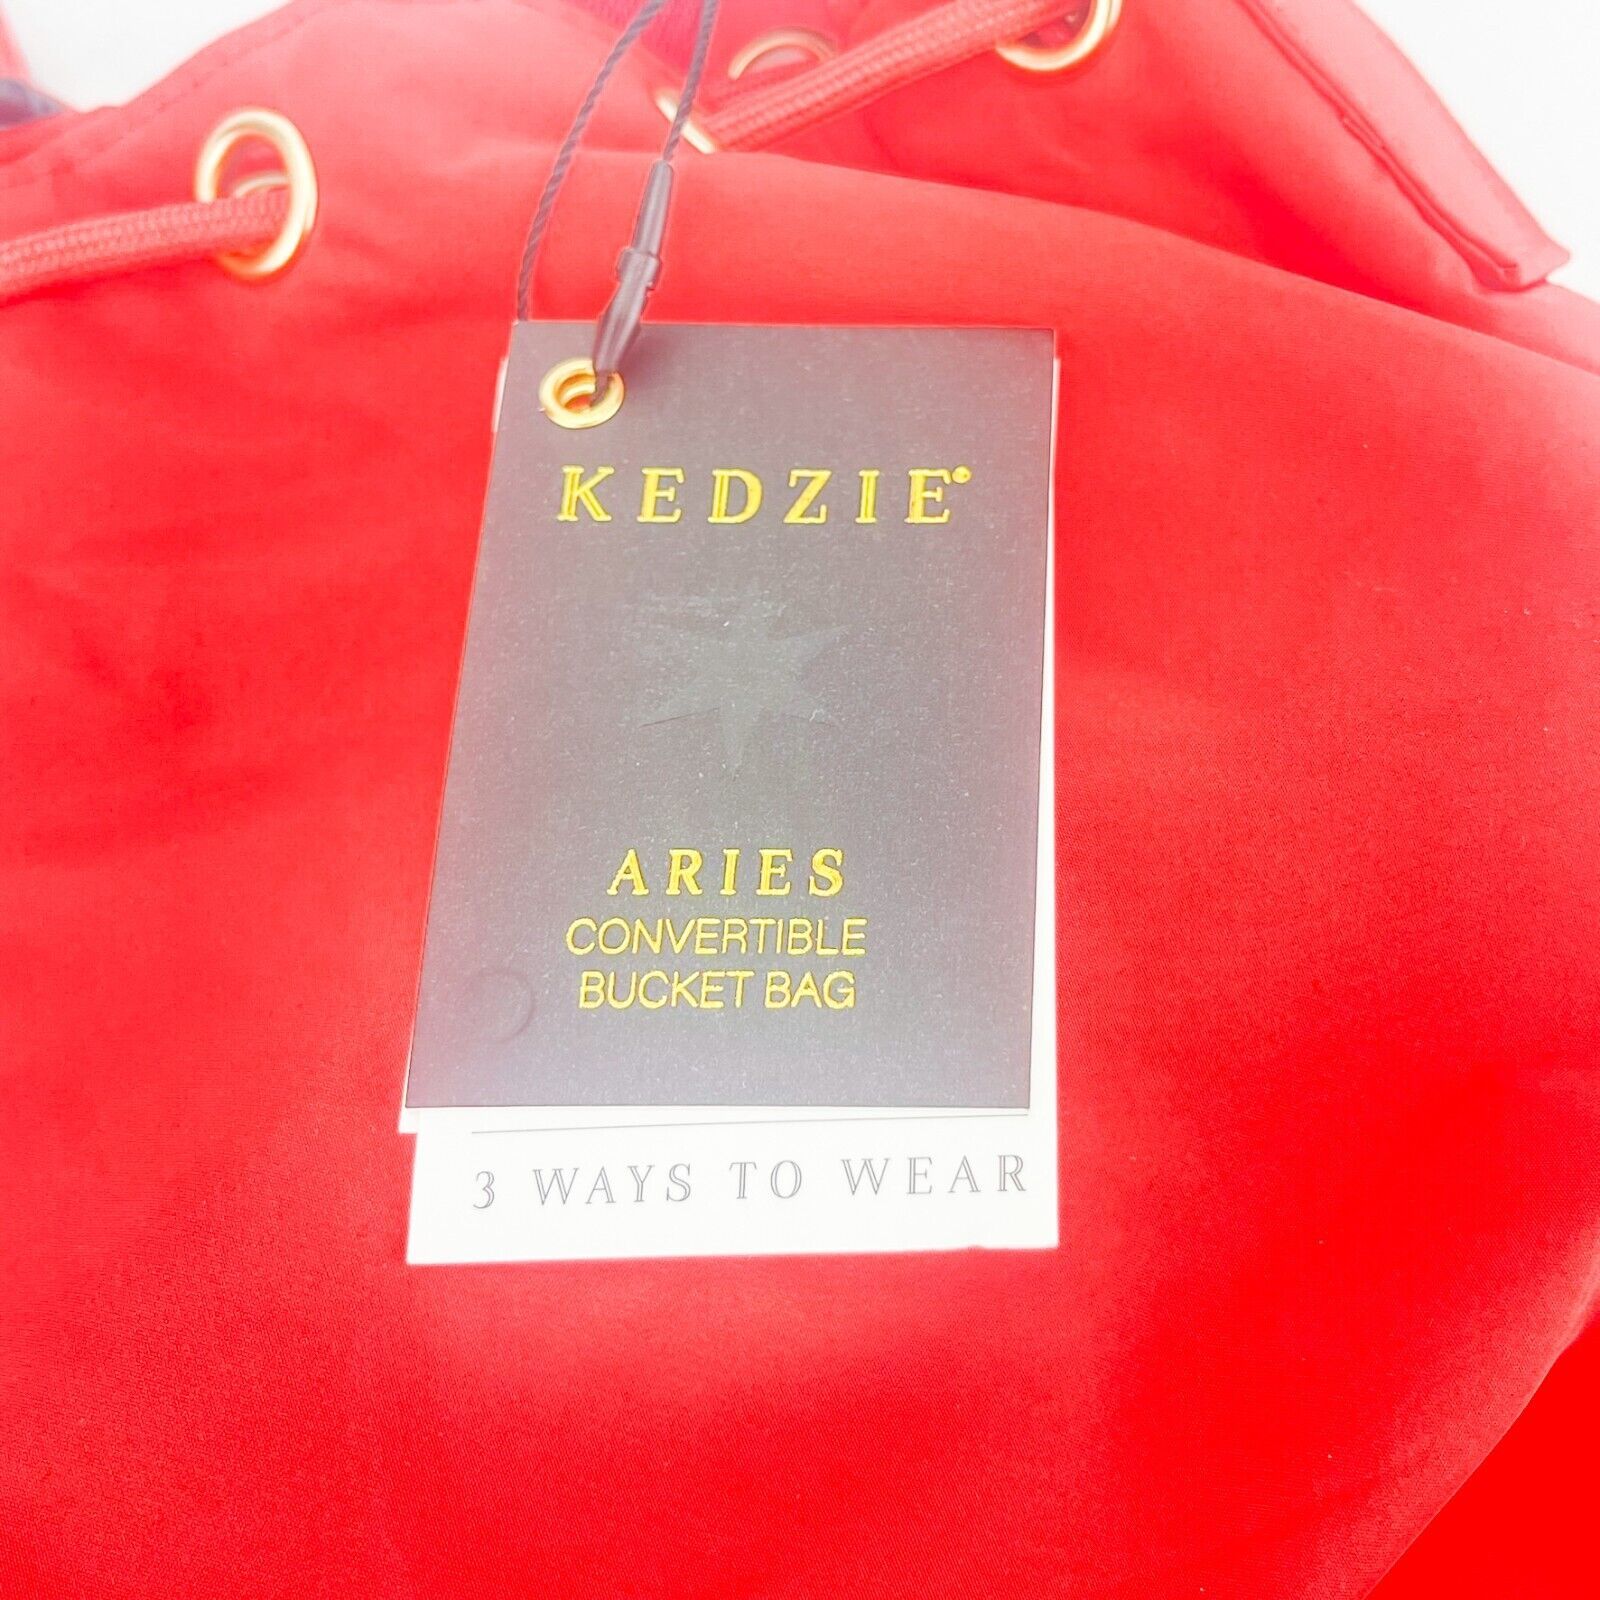 KEDZIE
ARIES
CONVERTIBLE
BUCKET BAG
3 WAYS TO WEAR